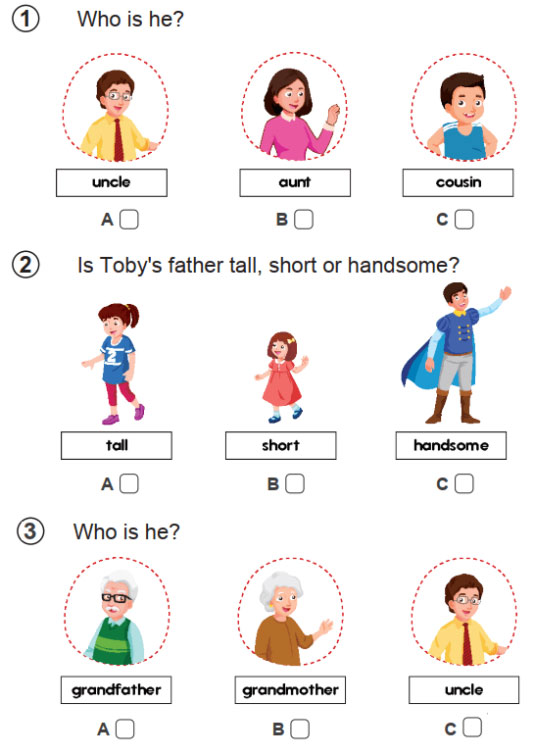 1 Who is he?
uncle aunt cousin
A B C
2 Is Toby's father tall, short or handsome?
2
tall short handsome
A B C
3 Who is he?
grandfather grandmother uncle
A B C